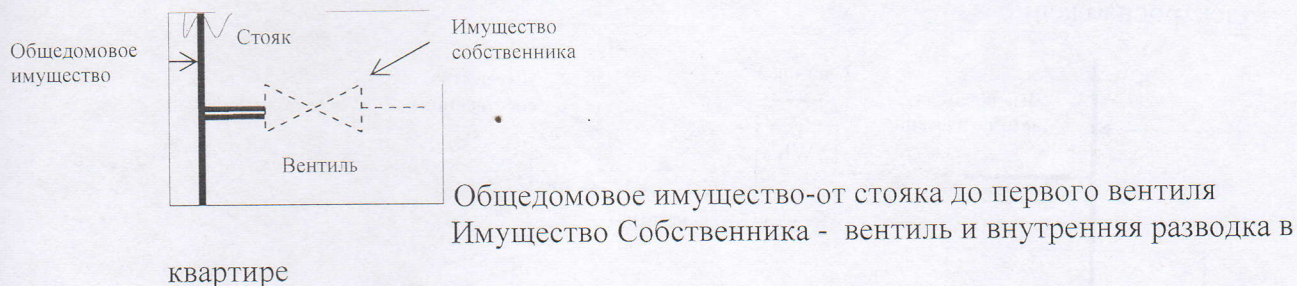 Общедомовое
имущество
Стояк
Имущество
собственника
Вентиль
Общедомовое имущество-от стояка до первого вентиля
Имущество Собственника - вентиль и внутренняя разводка в
квартире